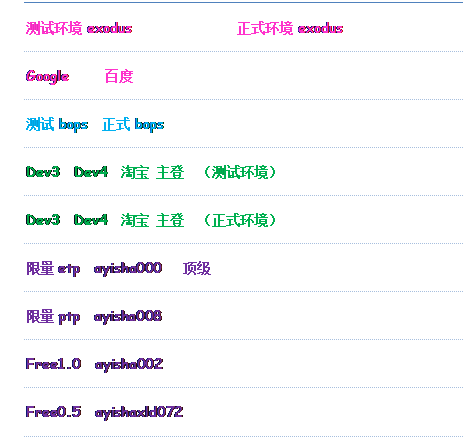 测试环境 exodus 正式环境 exodus
Google 百度
测试 bops 正式 bops
Dev3 Dev4 淘宝 主登 （测试环境）
Dev3 Dev4 淘宝 主登 （正式环境）
限量 etp ayisha000 顶级
限量 ptp ayisha008
Free1.0 ayisha002
Free0.5 ayishaxdd072